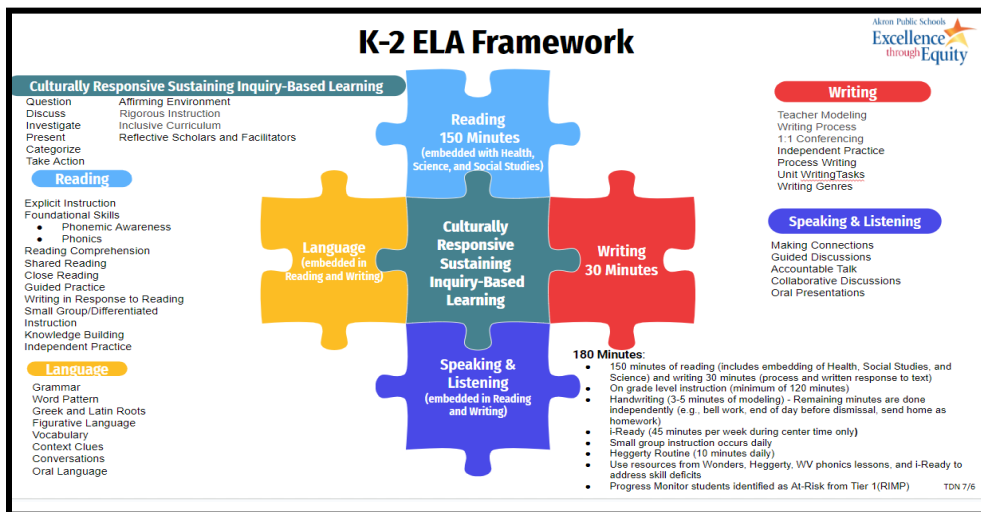 K-2 ELA Framework
Akron Public Schools
Excellence
through Equity
Culturally Responsive Sustaining Inquiry-Based Learning
Question Affirming Environment
Discuss Rigorous Instruction
Investigate Inclusive Curriculum
Present Reflective Scholars and Facilitators
Categorize
Take Action
Reading
Explicit Instruction
Foundational Skills
● Phonemic Awareness
● Phonics
Reading Comprehension
Shared Reading
Close Reading
Guided Practice
Writing in Response to Reading
Small Group/Differentiated
Instruction
Knowledge Building
Independent Practice
Language
Grammar
Word Pattern
Greek and Latin Roots
Figurative Language
Vocabulary
Context Clues
Conversations
Oral Language
Reading
150 Minutes
(embedded with Health,
Science, and Social Studies)
Language
(embedded in
Reading and Writing)
Culturally
Responsive
Sustaining
Inquiry-Based
Learning
Writing
30 Minutes
Speaking &
Listening
(embedded in Reading
and Writing)
Writing
Teacher Modeling
Writing Process
1:1 Conferencing
Independent Practice
Process Writing
Unit WritingTasks
Writing Genres
Speaking & Listening
Making Connections
Guided Discussions
Accountable Talk
Collaborative Discussions
Oral Presentations
180 Minutes:
● 150 minutes of reading (includes embedding of Health, Social Studies, and
Science) and writing 30 minutes (process and written response to text)
● On grade level instruction (minimum of 120 minutes)
● Handwriting (3-5 minutes of modeling) - Remaining minutes are done
independently (e.g., bell work, end of day before dismissal, send home as
homework)
● i-Ready (45 minutes per week during center time only)
● Small group instruction occurs daily
● Heggerty Routine (10 minutes daily)
● Use resources from Wonders, Heggerty, WV phonics lessons, and i-Ready to
address skill deficits
● Progress Monitor students identified as At-Risk from Tier 1(RIMP) TDN 7/6